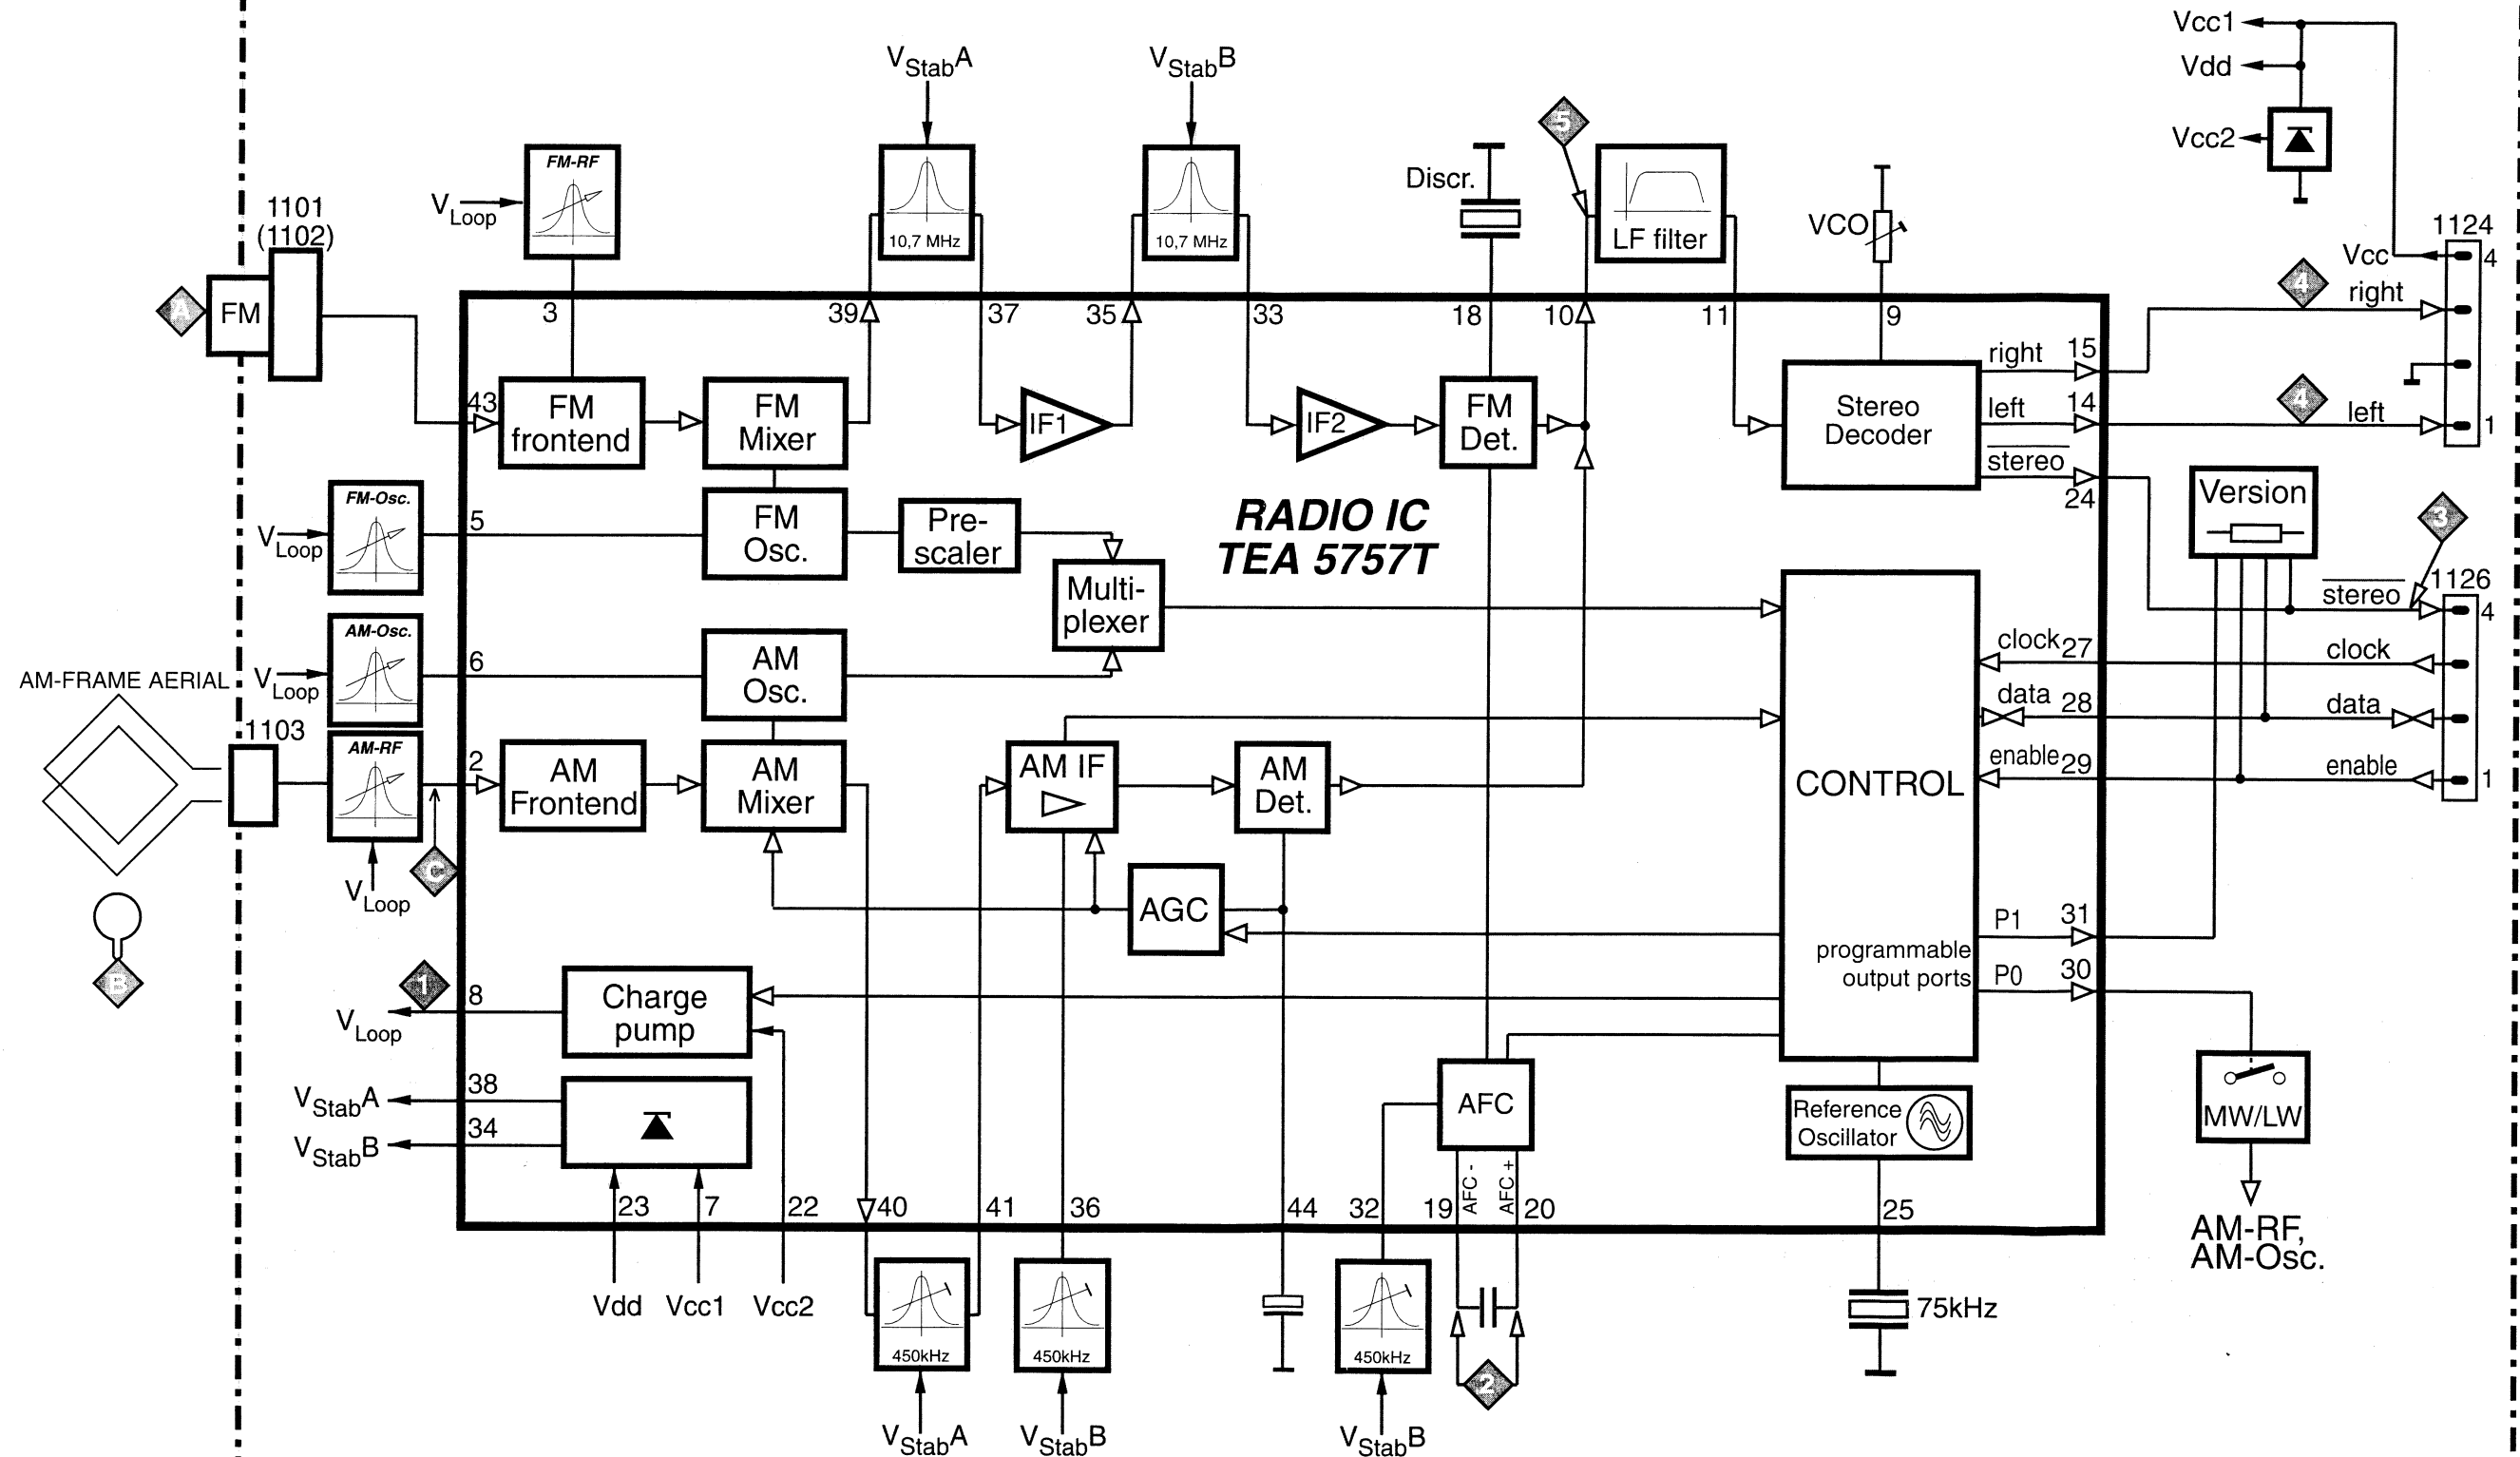 Vcc1
Vdd
Vcc2
VStabA
VStabB
5
FM-RF
VLoop
10,7 MHz
10,7 MHz
Discr.
LF filter
VCO
1124
Vcc
4
4
right
4
left
1
1101
(1102)
A
FM
3
39
37
35
33
18
10
11
9
43
FM
frontend
FM
Mixer
IF1
IF2
FM
Det.
Stereo
Decoder
right
15
left
14
stereo
24
FM-Osc.
VLoop
5
FM
Osc.
Pre-
scaler
RADIO IC
TEA 5757T
Version
3
Multi-
plexer
stereo
1126
4
AM-Osc.
VLoop
6
AM
Osc.
clock
27
clock
data
28
data
enable
29
enable
1
AM-FRAME AERIAL
1103
AM-RF
2
AM
Frontend
AM
Mixer
AM IF
AM
Det.
CONTROL
C
VLoop
AGC
B
P1
31
programmable
output ports
P0
30
1
8
VLoop
Charge
pump
VStabA
38
VStabB
34
AFC
Reference
Oscillator
MW/LW
AFC -
AFC +
23
7
22
40
41
36
44
32
19
20
25
AM-RF,
AM-Osc.
Vdd
Vcc1
Vcc2
450kHz
450kHz
450kHz
75kHz
2
VStabA
VStabB
VStabB